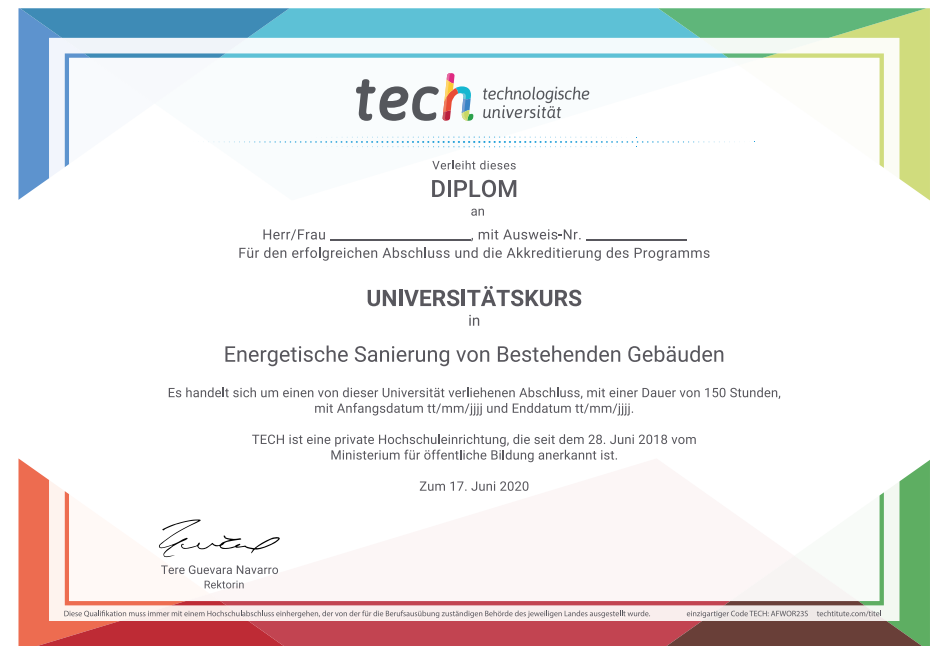 tech technologische
universität
Verleiht dieses
DIPLOM
an
Herr/Frau ____________, mit Ausweis-Nr. ____________
Für den erfolgreichen Abschluss und die Akkreditierung des Programms
UNIVERSITÄTSKURS
in
Energetische Sanierung von Bestehenden Gebäuden
Es handelt sich um einen von dieser Universität verliehenen Abschluss, mit einer Dauer von 150 Stunden,
mit Anfangsdatum tt/mm/jjjj und Enddatum tt/mm/jjjj.
TECH ist eine private Hochschuleinrichtung, die seit dem 28. Juni 2018 vom
Ministerium für öffentliche Bildung anerkannt ist.
Zum 17. Juni 2020
Tere Guevara Navarro
Rektorin
Diese Qualifikation muss immer mit einem Hochschulabschluss einhergehen, der von der für die Berufsausübung zuständigen Behörde des jeweiligen Landes ausgestellt wurde. einzigartiger Code TECH: AFWOR23S techtitute.com/titel